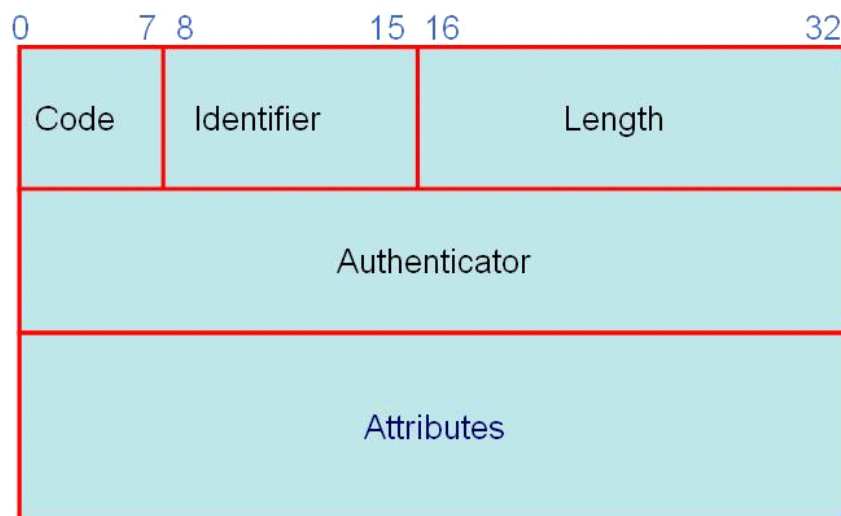 0 7 8 15 16 32
Code Identifier Length
Authenticator
Attributes